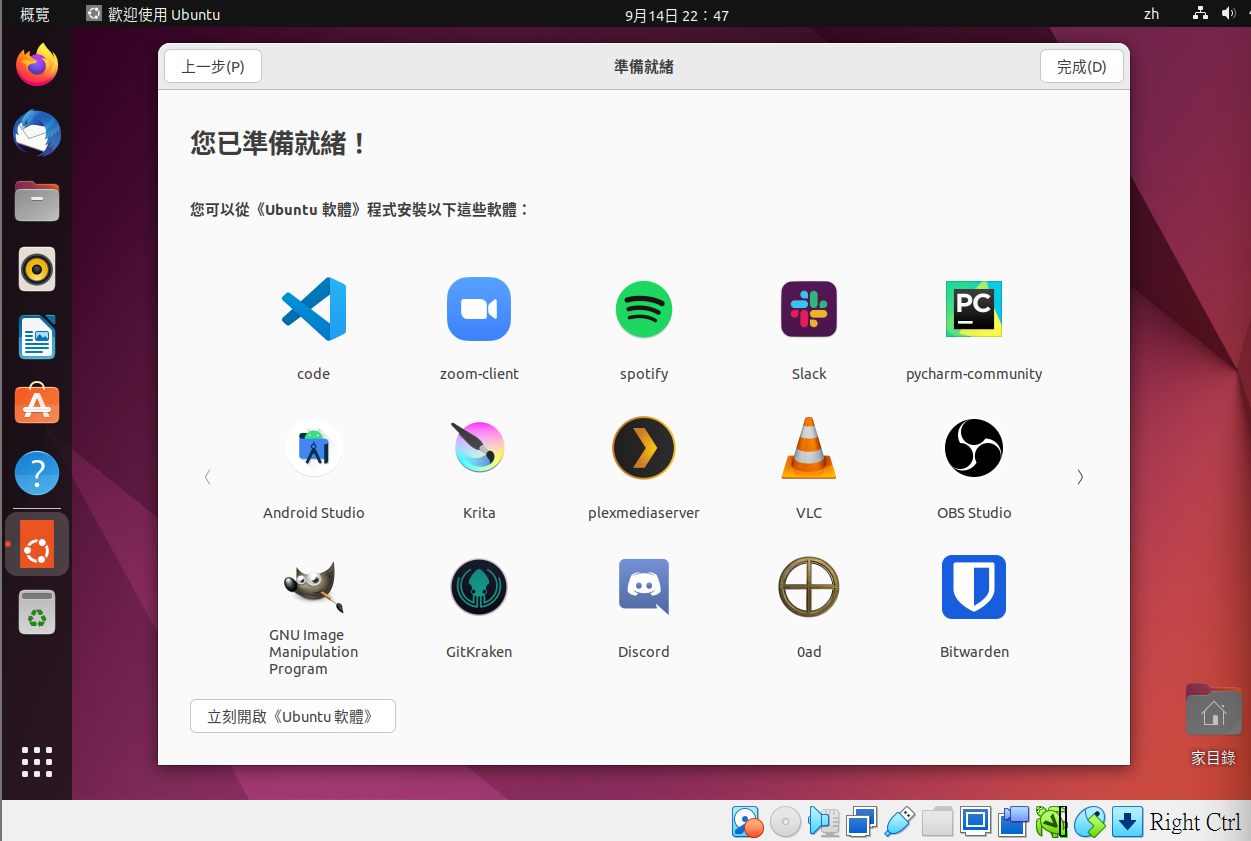 概覽
歡迎使用 Ubuntu
9月14日 22：47
zh
上一步(P)
準備就緒
完成(D)
您已準備就緒！
您可以從《Ubuntu 軟體》程式安裝以下這些軟體：
code
zoom-client
spotify
Slack
PC
pycharm-community
Android Studio
Krita
plexmediaserver
VLC
OBS Studio
GNU Image
Manipulation
Program
GitKraken
Discord
0ad
Bitwarden
立刻開啟《Ubuntu 軟體》
家目錄
Right Ctrl